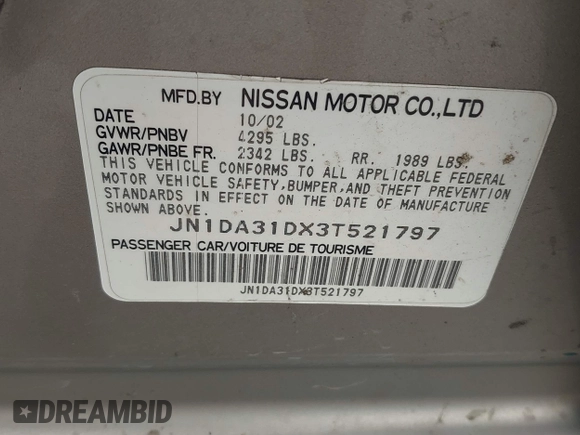 MFD.BY NISSAN MOTOR CO.,LTD
DATE 10/02
GVWR/PNBV 4295 LBS.
GAWR/PNBE FR. 2342 LBS. RR. 1989 LBS.
THIS VEHICLE CONFORMS TO ALL APPLICABLE FEDERAL
MOTOR VEHICLE SAFETY,BUMPER,AND THEFT PREVENTION
STANDARDS IN EFFECT ON THE DATE OF MANUFACTURE
SHOWN ABOVE.
JN1DA31DX3T521797
PASSENGER CAR/VOITURE DE TOURISME
JN1DA31DX3T521797
DREAMBID